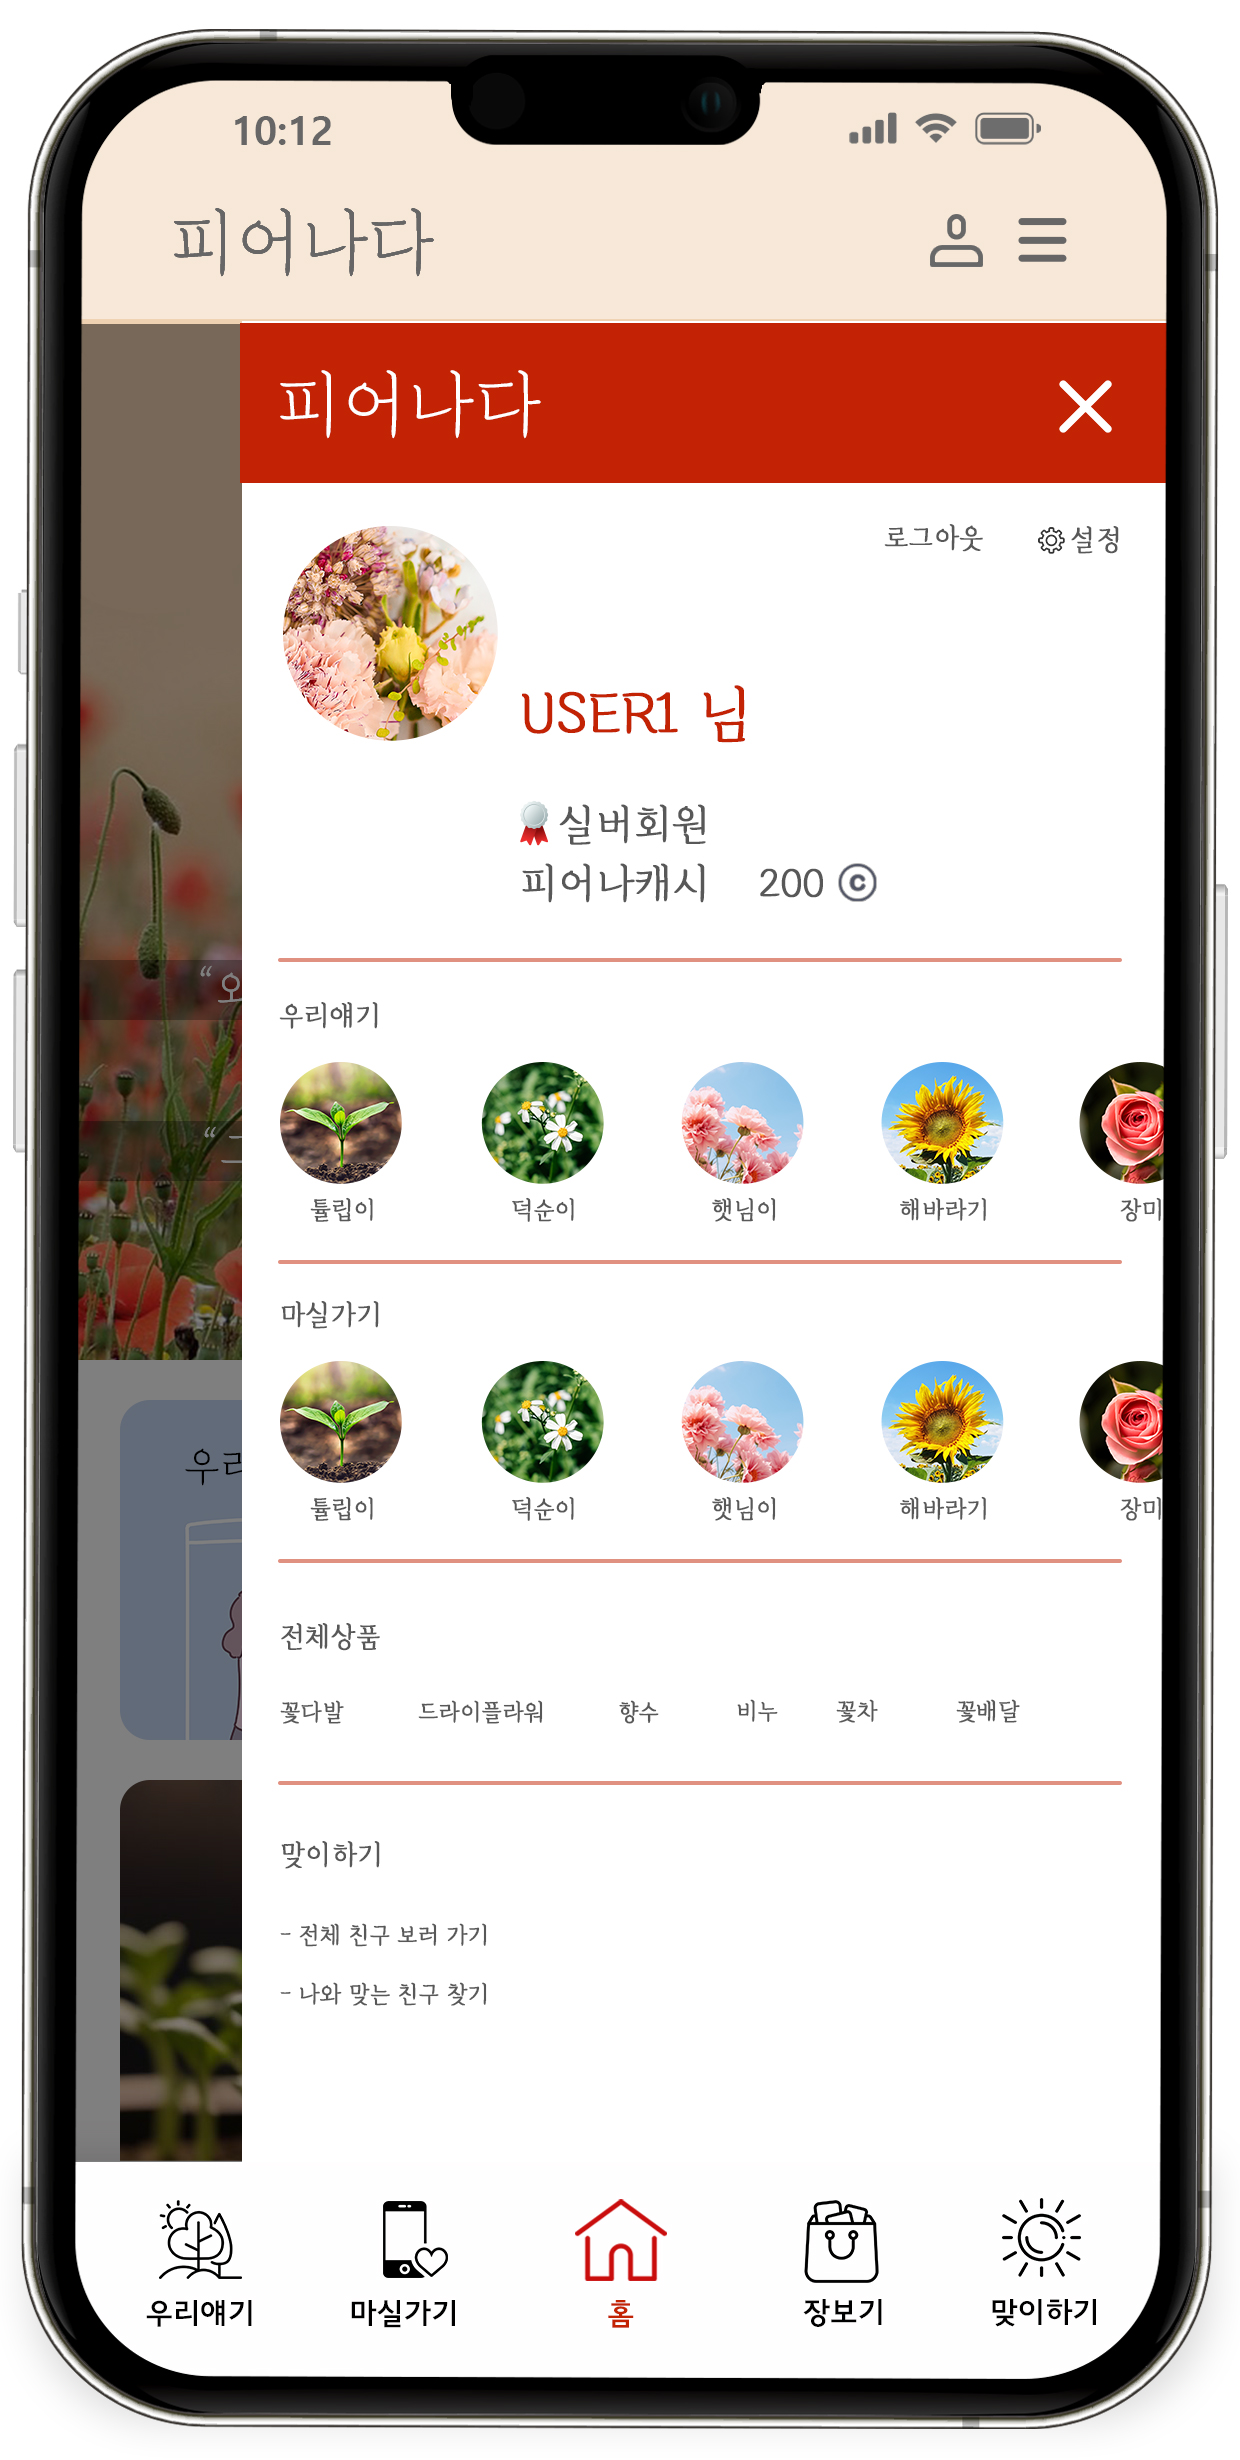 10:12
피어나다
피어나다
로그아웃 설정
USER1 님
실버회원
피어나캐시 200 ©
“오
“그
우리얘기
튤립이 덕순이 햇님이 해바라기 장미
마실가기
튤립이 덕순이 햇님이 해바라기 장미
우리
전체상품
꽃다발 드라이플라워 향수 비누 꽃차 꽃배달
맞이하기
- 전체 친구 보러 가기
- 나와 맞는 친구 찾기
우리얘기 마실가기 홈 장보기 맞이하기